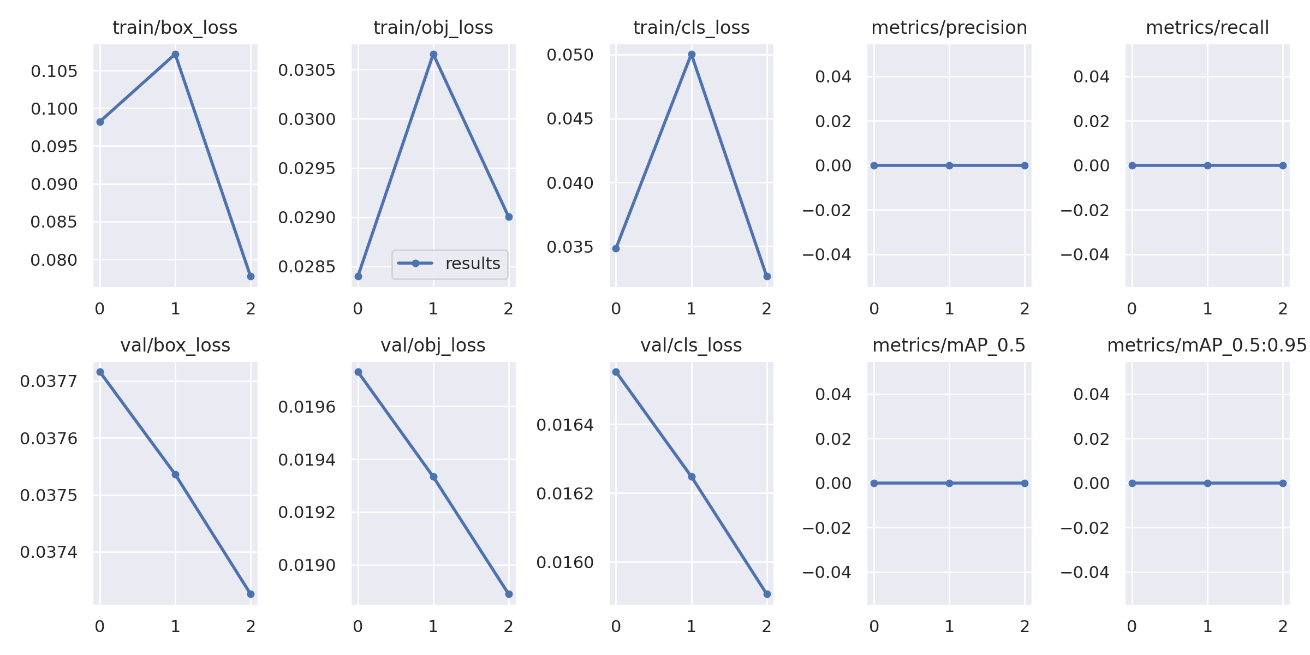 train/box_loss
0.105
0.100
0.095
0.090
0.085
0.080
0 1 2
train/obj_loss
0.0305
0.0300
0.0295
0.0290
0.0285
results
0 1 2
train/cls_loss
0.050
0.045
0.040
0.035
0 1 2
metrics/precision
0.04
0.02
0.00
−0.02
−0.04
0 1 2
metrics/recall
0.04
0.02
0.00
−0.02
−0.04
0 1 2
val/box_loss
0.0377
0.0376
0.0375
0.0374
0 1 2
val/obj_loss
0.0196
0.0194
0.0192
0.0190
0 1 2
val/cls_loss
0.0164
0.0162
0.0160
0 1 2
metrics/mAP_0.5
0.04
0.02
0.00
−0.02
−0.04
0 1 2
metrics/mAP_0.5:0.95
0.04
0.02
0.00
−0.02
−0.04
0 1 2